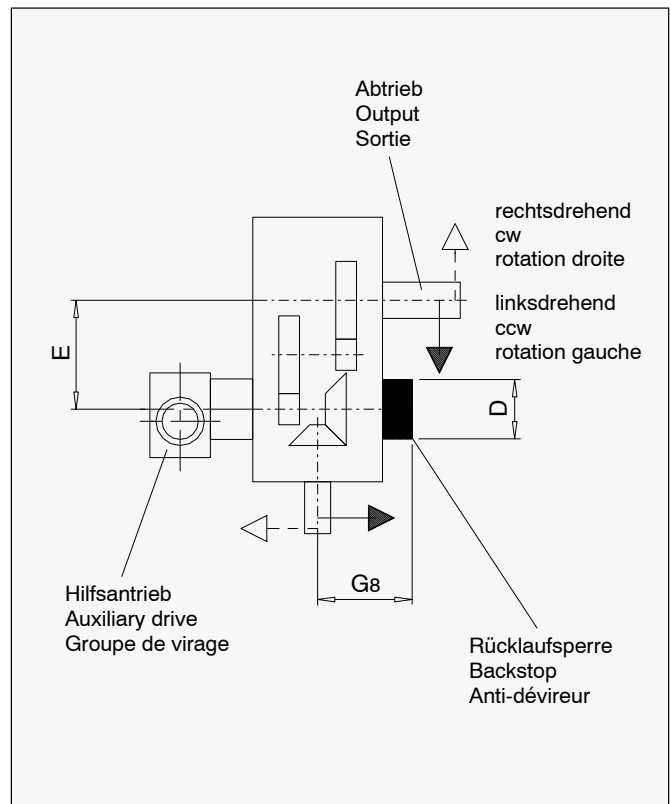 Abtrieb
Output
Sortie
rechtsdrehend
cw
rotation droite
linksdrehend
ccw
rotation gauche
E
D
G8
Hilfsantrieb
Auxiliary drive
Groupe de virage
Rücklaufsperre
Backstop
Anti-dévireur